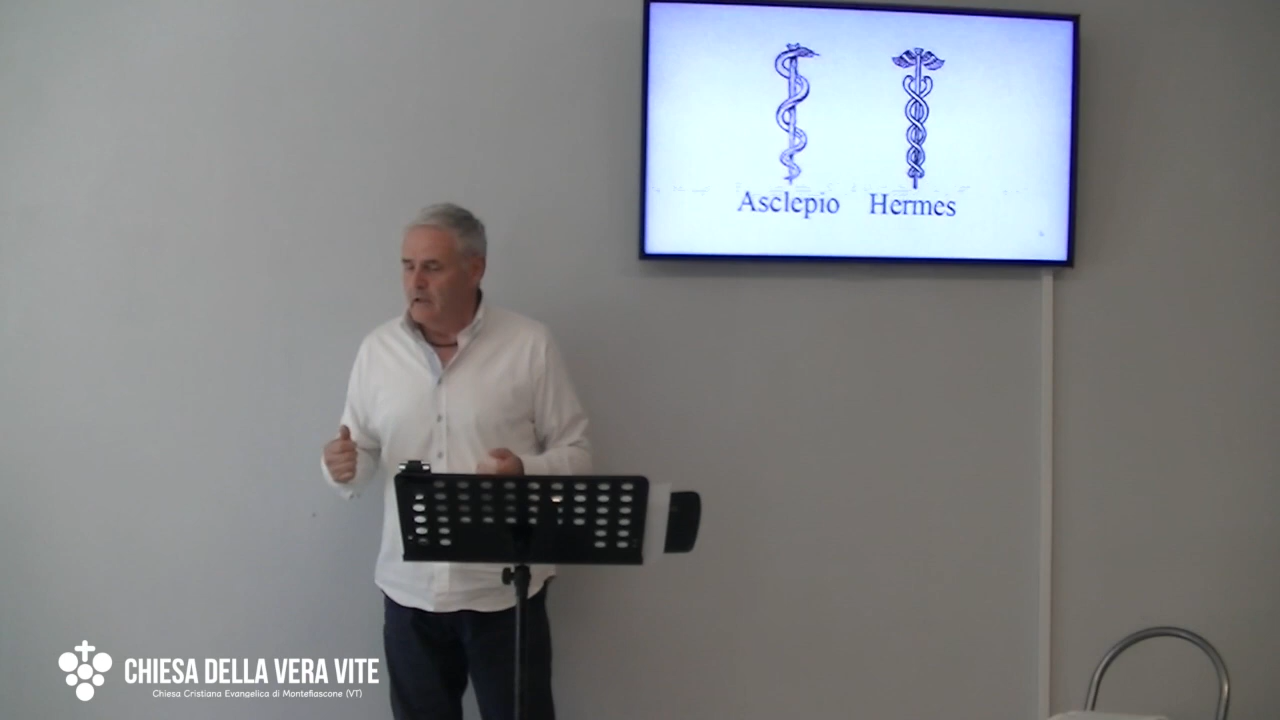 Asclepio Hermes
CHIESA DELLA VERA VITE
Chiesa Cristiana Evangelica di Montefiascone (VT)